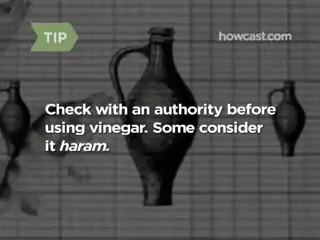 TIP
howcast.com
Check with an authority before
using vinegar. Some consider
it haram.